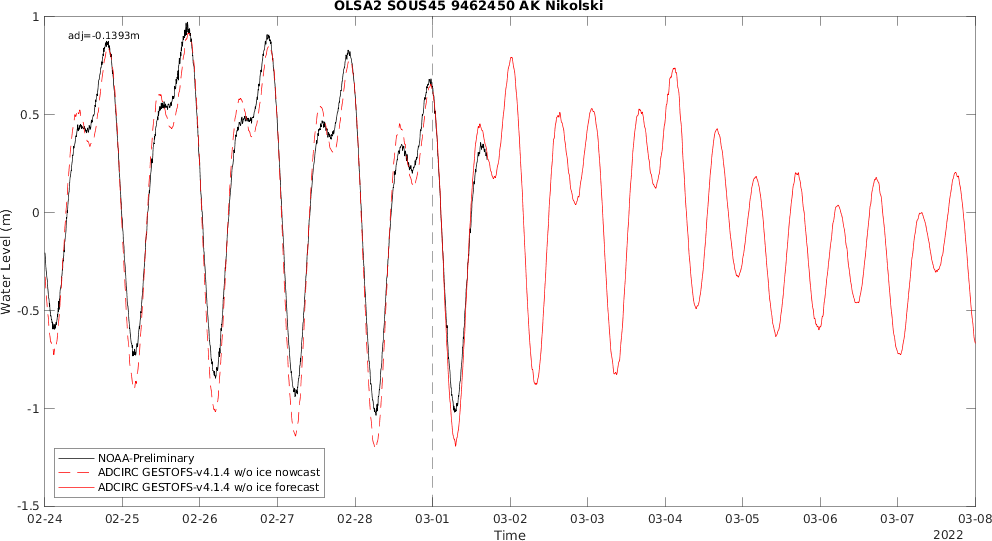 OLSA2 SOUS45 9462450 AK Nikolski
adj=-0.1393m
1
0.5
0
-0.5
-1
-1.5
Water Level (m)
NOAA-Preliminary
ADCIRC GESTOFS-v4.1.4 w/o ice nowcast
ADCIRC GESTOFS-v4.1.4 w/o ice forecast
02-24 02-25 02-26 02-27 02-28 03-01 03-02 03-03 03-04 03-05 03-06 03-07 03-08
Time
2022